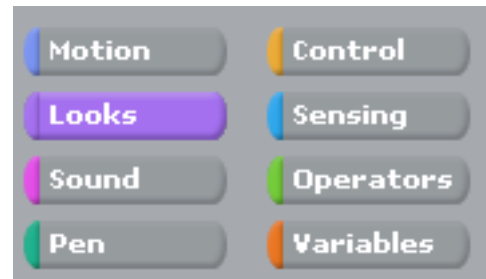 Motion
Control
Looks
Sensing
Sound
Operators
Pen
Variables